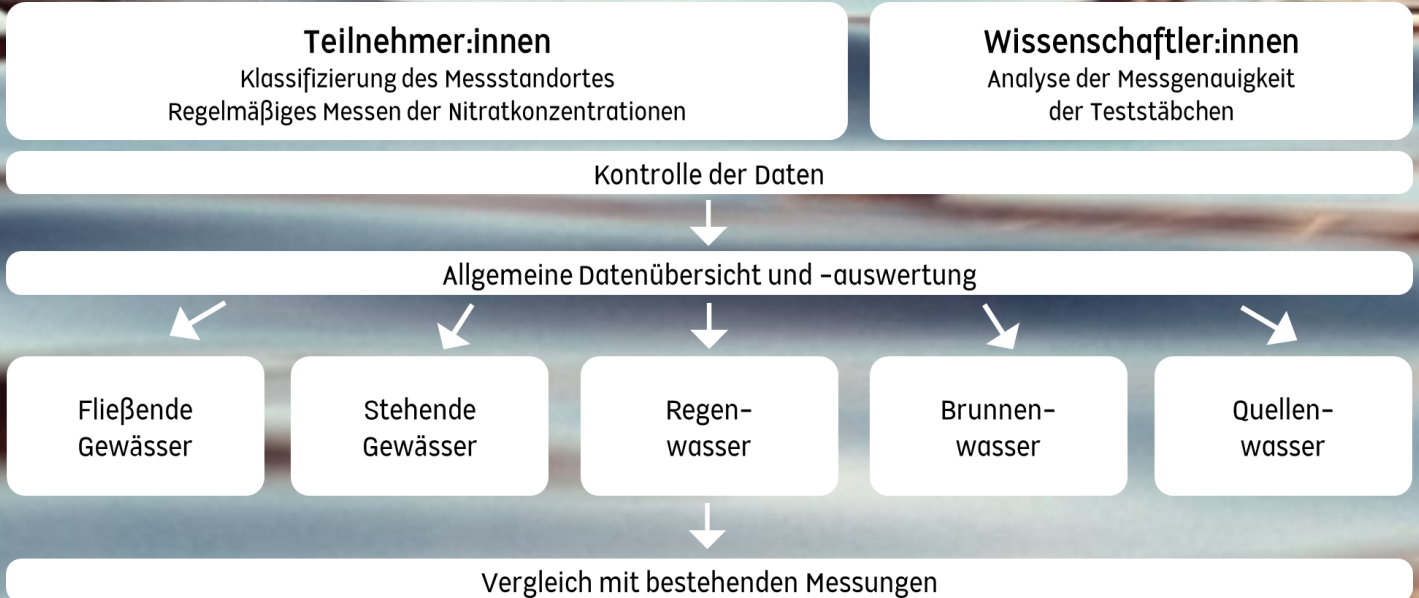 Teilnehmer:innen
Klassifizierung des Messstandortes
Regelmäßiges Messen der Nitratkonzentrationen
Wissenschaftler:innen
Analyse der Messgenauigkeit
der Teststäbchen
Kontrolle der Daten
Allgemeine Datenübersicht und -auswertung
Fließende
Gewässer
Stehende
Gewässer
Regen-
wasser
Brunnen-
wasser
Quellen-
wasser
Vergleich mit bestehenden Messungen